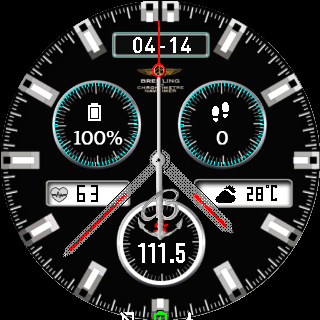 04-14
BREITLING
CHRONOMETRE
NAVITIMER
100%
0
63
28°C
111.5